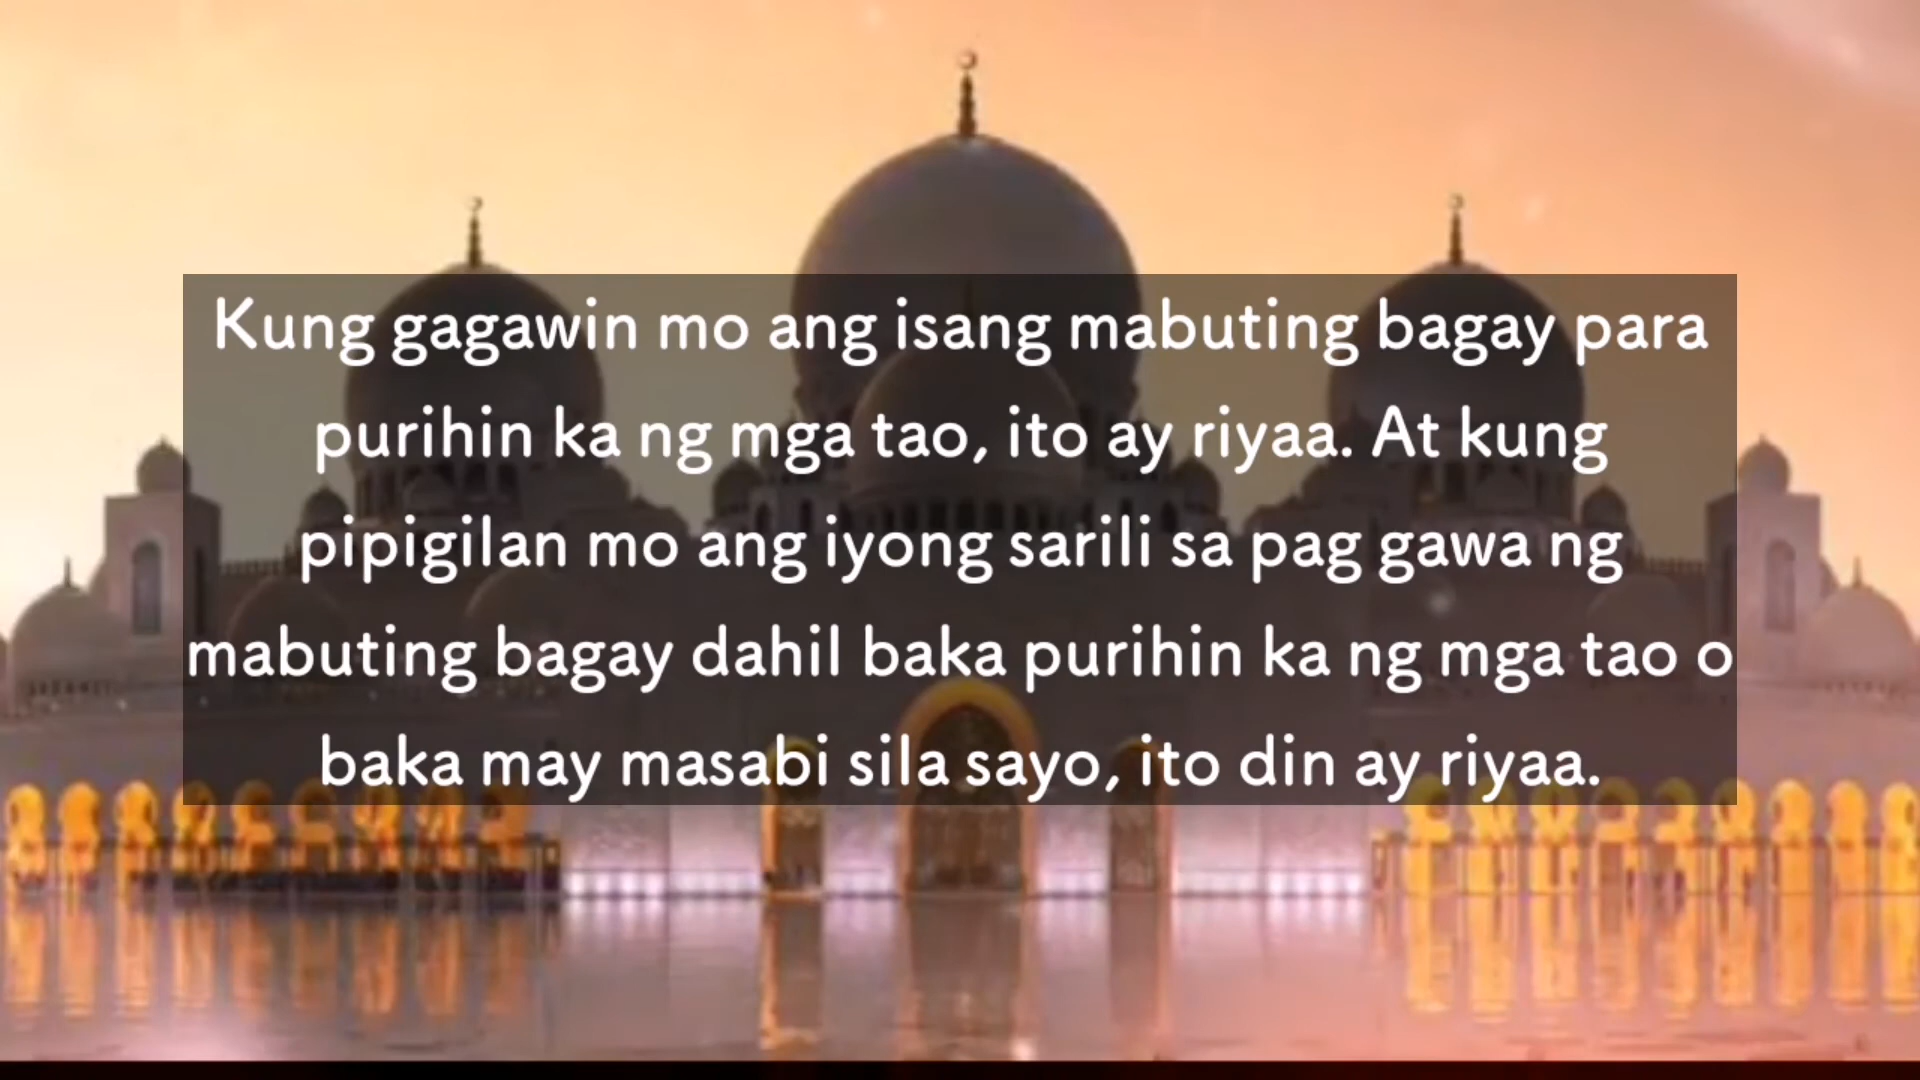 Kung gagawin mo ang isang mabuting bagay para
purihin ka ng mga tao, ito ay riyaa. At kung
pipigilan mo ang iyong sarili sa pag gawa ng
mabuting bagay dahil baka purihin ka ng mga tao o
baka may masabi sila sayo, ito din ay riyaa.